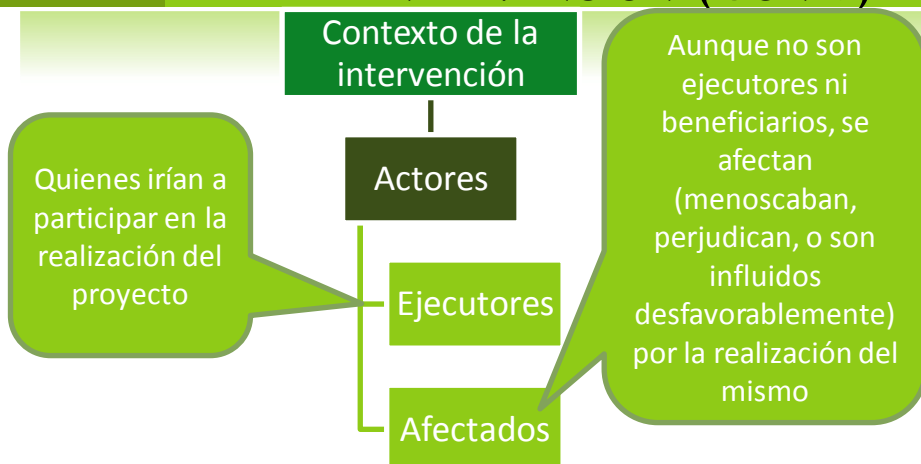 Contexto de la
intervención
Actores
Quienes irían a
participar en la
realización del
proyecto
Ejecutores
Afectados
Aunque no son
ejecutores ni
beneficiarios, se
afectan
(menoscaban,
perjudican, o son
influidos
desfavorablemente)
por la realización del
mismo